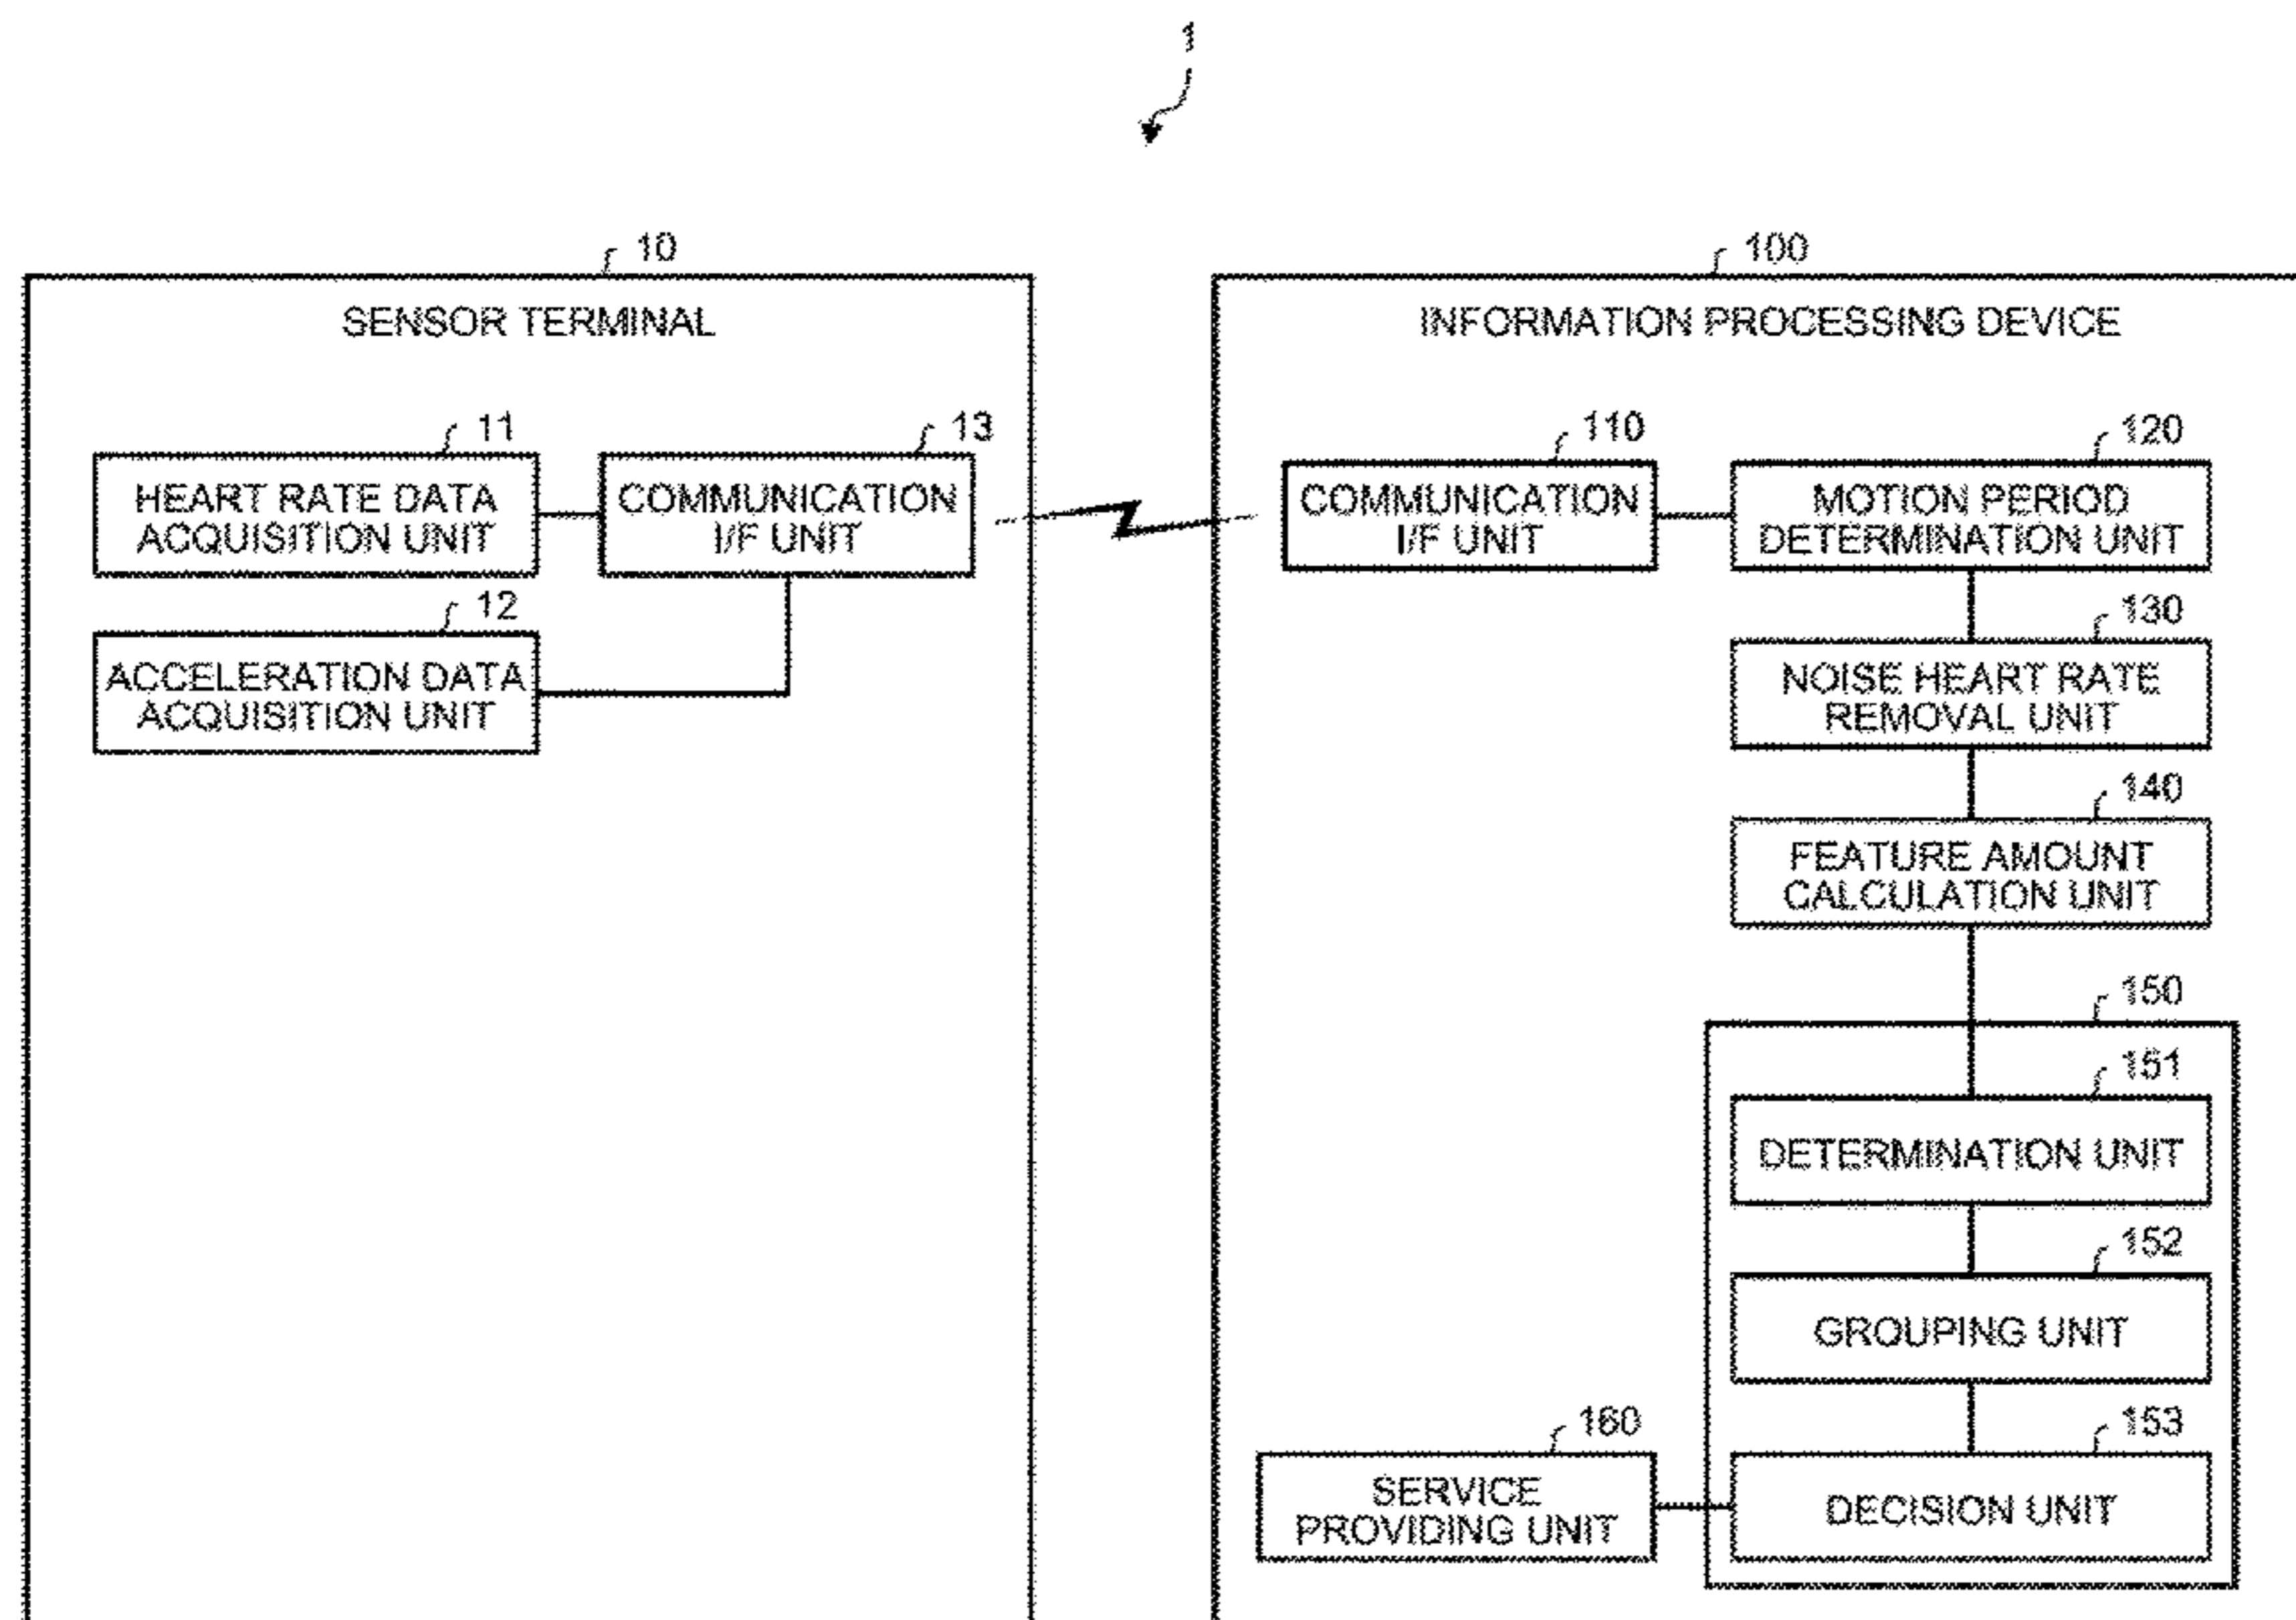 1
10
SENSOR TERMINAL
11
HEART RATE DATA
ACQUISITION UNIT
13
COMMUNICATION
I/F UNIT
12
ACCELERATION DATA
ACQUISITION UNIT
100
INFORMATION PROCESSING DEVICE
110
COMMUNICATION
I/F UNIT
120
MOTION PERIOD
DETERMINATION UNIT
130
NOISE HEART RATE
REMOVAL UNIT
140
FEATURE AMOUNT
CALCULATION UNIT
150
151
DETERMINATION UNIT
152
GROUPING UNIT
153
DECISION UNIT
160
SERVICE
PROVIDING UNIT